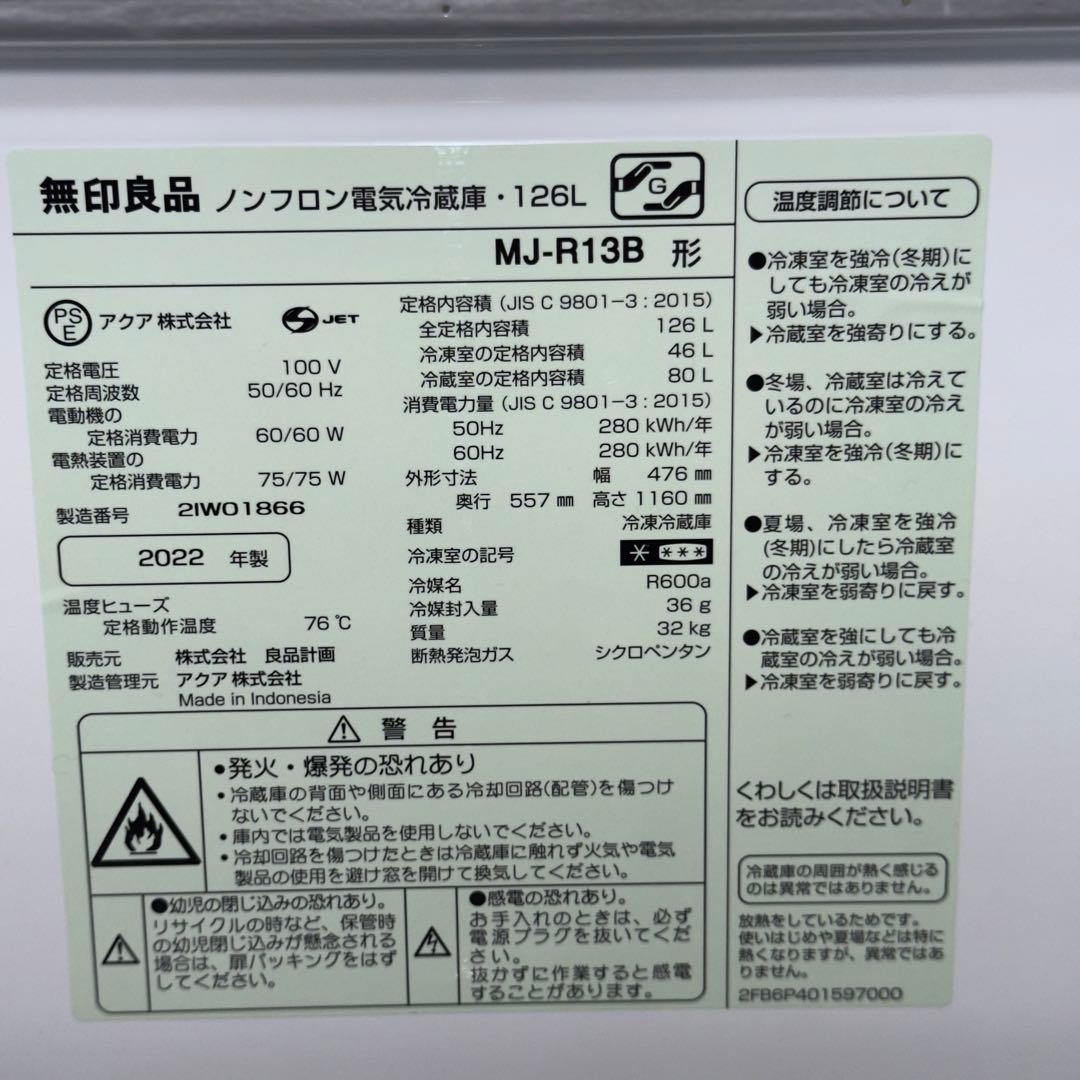 無印良品 ノンフロン電気冷蔵庫・126L
G
MJ-R13B 形
PS
E
アクア 株式会社
JET
定格電圧 100 V
定格周波数 50/60 Hz
電動機の
定格消費電力 60/60 W
電熱装置の
定格消費電力 75/75 W
製造番号 2IW01866
2022 年製
温度ヒューズ
定格動作温度 76 ℃
販売元 株式会社 良品計画
製造管理元 アクア 株式会社
Made in Indonesia
定格内容積 (JIS C 9801-3 : 2015)
全定格内容積 126 L
冷凍室の定格内容積 46 L
冷蔵室の定格内容積 80 L
消費電力量 (JIS C 9801-3 : 2015)
50Hz 280 kWh/年
60Hz 280 kWh/年
外形寸法 幅 476 ㎜
奥行 557 ㎜ 高さ 1160 ㎜
種類 冷凍冷蔵庫
冷凍室の記号 * ***
冷媒名 R600a
冷媒封入量 36 g
質量 32 kg
断熱発泡ガス シクロペンタン
⚠ 警告
●発火・爆発の恐れあり
・冷蔵庫の背面や側面にある冷却回路(配管)を傷つけ
ないでください。
・庫内では電気製品を使用しないでください。
・冷却回路を傷つけたときは冷蔵庫に触れず火気や電気
製品の使用を避け窓を開けて換気してください。
●幼児の閉じ込みの恐れあり。
リサイクルの時など、保管時
の幼児閉じ込みが懸念される
場合は、扉パッキングをはず
してください。
●感電の恐れあり。
お手入れのときは、必ず
電源プラグを抜いてくだ
さい。
抜かずに作業すると感電
することがあります。
温度調節について
●冷凍室を強冷(冬期)に
しても冷凍室の冷えが
弱い場合。
▶冷蔵室を強寄りにする。
●冬場、冷蔵室は冷えて
いるのに冷凍室の冷え
が弱い場合。
▶冷凍室を強冷(冬期)に
する。
●夏場、冷凍室を強冷
(冬期)にしたら冷蔵室
の冷えが弱い場合。
▶冷凍室を弱寄りに戻す。
●冷蔵室を強にしても冷
蔵室の冷えが弱い場合。
▶冷凍室を弱寄りに戻す。
くわしくは取扱説明書
をお読みください。
冷蔵庫の周囲が熱く感じる
のは異常ではありません。
放熱をしているためです。
使いはじめや夏場などは特に
熱くなりますが、異常ではあ
りません。
2FB6P401597000